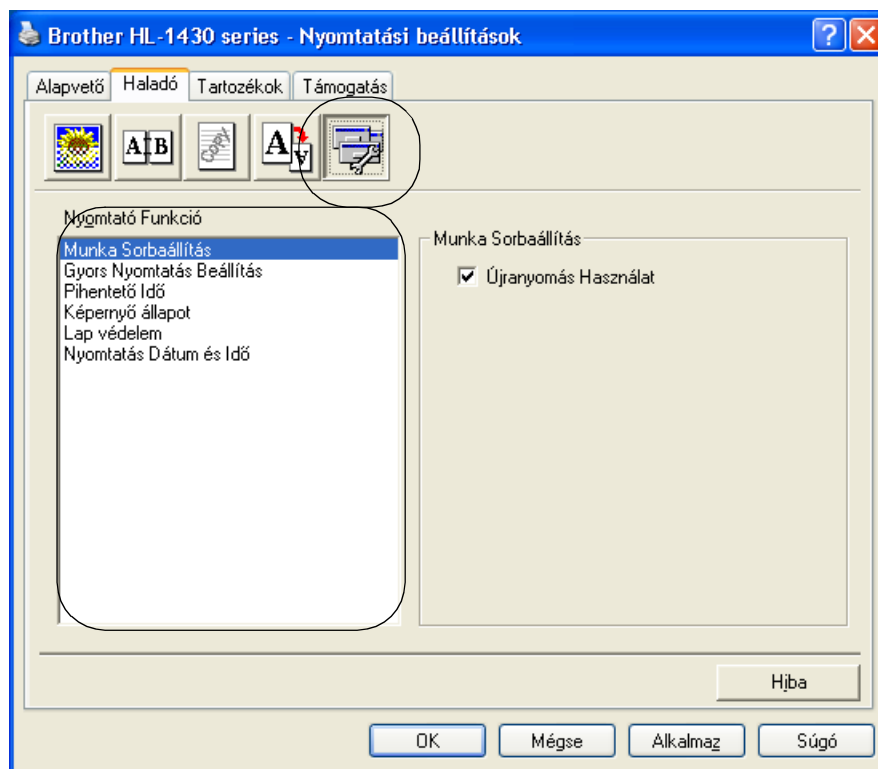 Brother HL-1430 series - Nyomtatási beállítások
Alapvető Haladó Tartozékok Támogatás
A B
Copy
A A
Nyomtató Funkció
Munka Sorbaállítás
Gyors Nyomtatás Beállítás
Pihentető Idő
Képernyő állapot
Lap védelem
Nyomtatás Dátum és Idő
Munka Sorbaállítás
Újranyomás Használat
Hiba
OK Mégse Alkalmaz Súgó